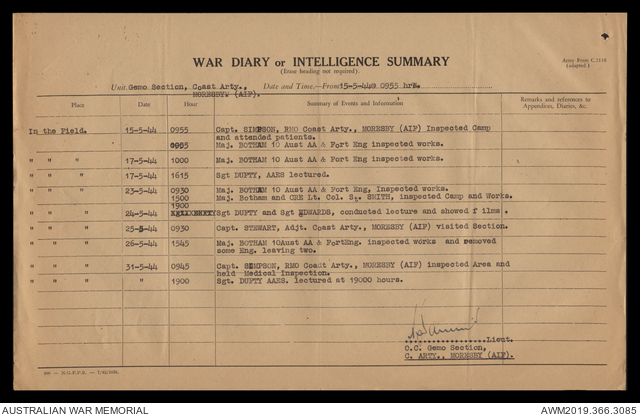 WAR DIARY or INTELLIGENCE SUMMARY
(Erase heading not required).
Army Form C.2118
(adapted.)
Unit Gemo Section, Coast Arty., Date and Time—From 15-5-44@ 0955 hrs.
MORESBY. (AIF).
Place Date Hour Summary of Events and Information Remarks and references to Appendices, Diaries, &c.
In the Field. 15-5-44 0955 Capt. SIMPSON, RMO Coast Arty., MORESBY (AIF) Inspected Camp
and attended patients.
0955 Maj. BOTHAM 10 Aust AA & Fort Eng inspected works.
" " " 17-5-44 1000 Maj. BOTHAM 10 Aust AA & Fort Eng inspected works.
" " " 17-5-44 1615 Sgt DUFTY, AAES lectured.
" " " 23-5-44 0930 Maj. BOTHAM 10 Aust AA & Fort Eng, Inspected works.
1500 Maj. Botham and CRE Lt. Col. S. SMITH, inspected Camp and Works.
1900
" " " 24-5-44 Sgt DUFTY and Sgt EDWARDS, conducted lecture and showed f ilms .
" " " 25-5-44 0930 Capt. STEWART, Adjt. Coast Arty., MORESBY (AIF) visited Section.
" " " 26-5-44 1545 Maj. BOTHAM 10Aust AA & FortEng. inspected works and removed
some Eng. leaving two.
" " " 31-5-44 0945 Capt. SIMPSON, RMO Coast Arty., MORESBY (AIF) inspected Area and
held Medical Inspection.
" " " " 1900 Sgt. DUFTY AAES. lectured at 19000 hours.
Lieut.
O.C. Gemo Section,
C. ARTY., MORESBY (AIF).
AUSTRALIAN WAR MEMORIAL
AWM2019.366.3085